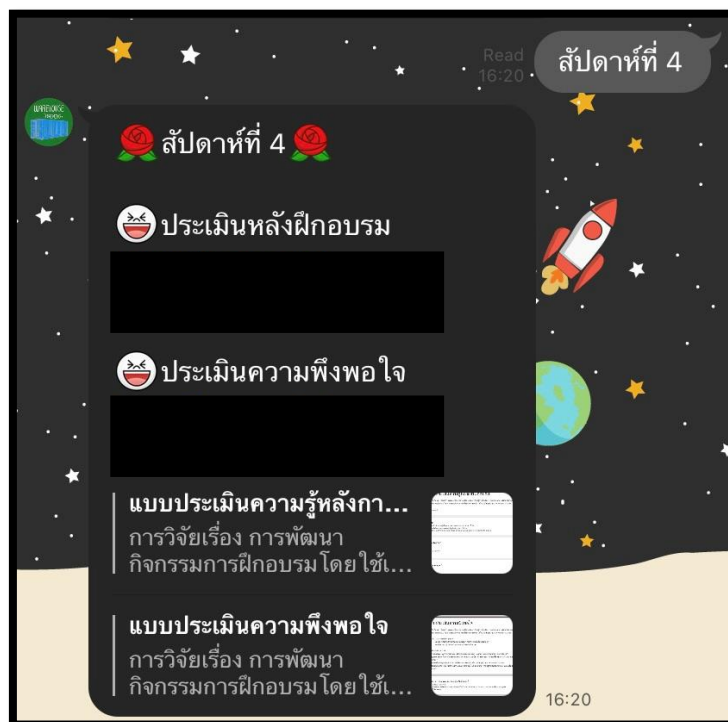 Read
16:20
สัปดาห์ที่ 4
สัปดาห์ที่ 4
ประเมินหลังฝึกอบรม
ประเมินความพึงพอใจ
แบบประเมินความรู้หลังกา...
การวิจัยเรื่อง การพัฒนา
กิจกรรมการฝึกอบรมโดยใช้เ...
แบบประเมินความพึงพอใจ
การวิจัยเรื่อง การพัฒนา
กิจกรรมการฝึกอบรมโดยใช้เ...
16:20